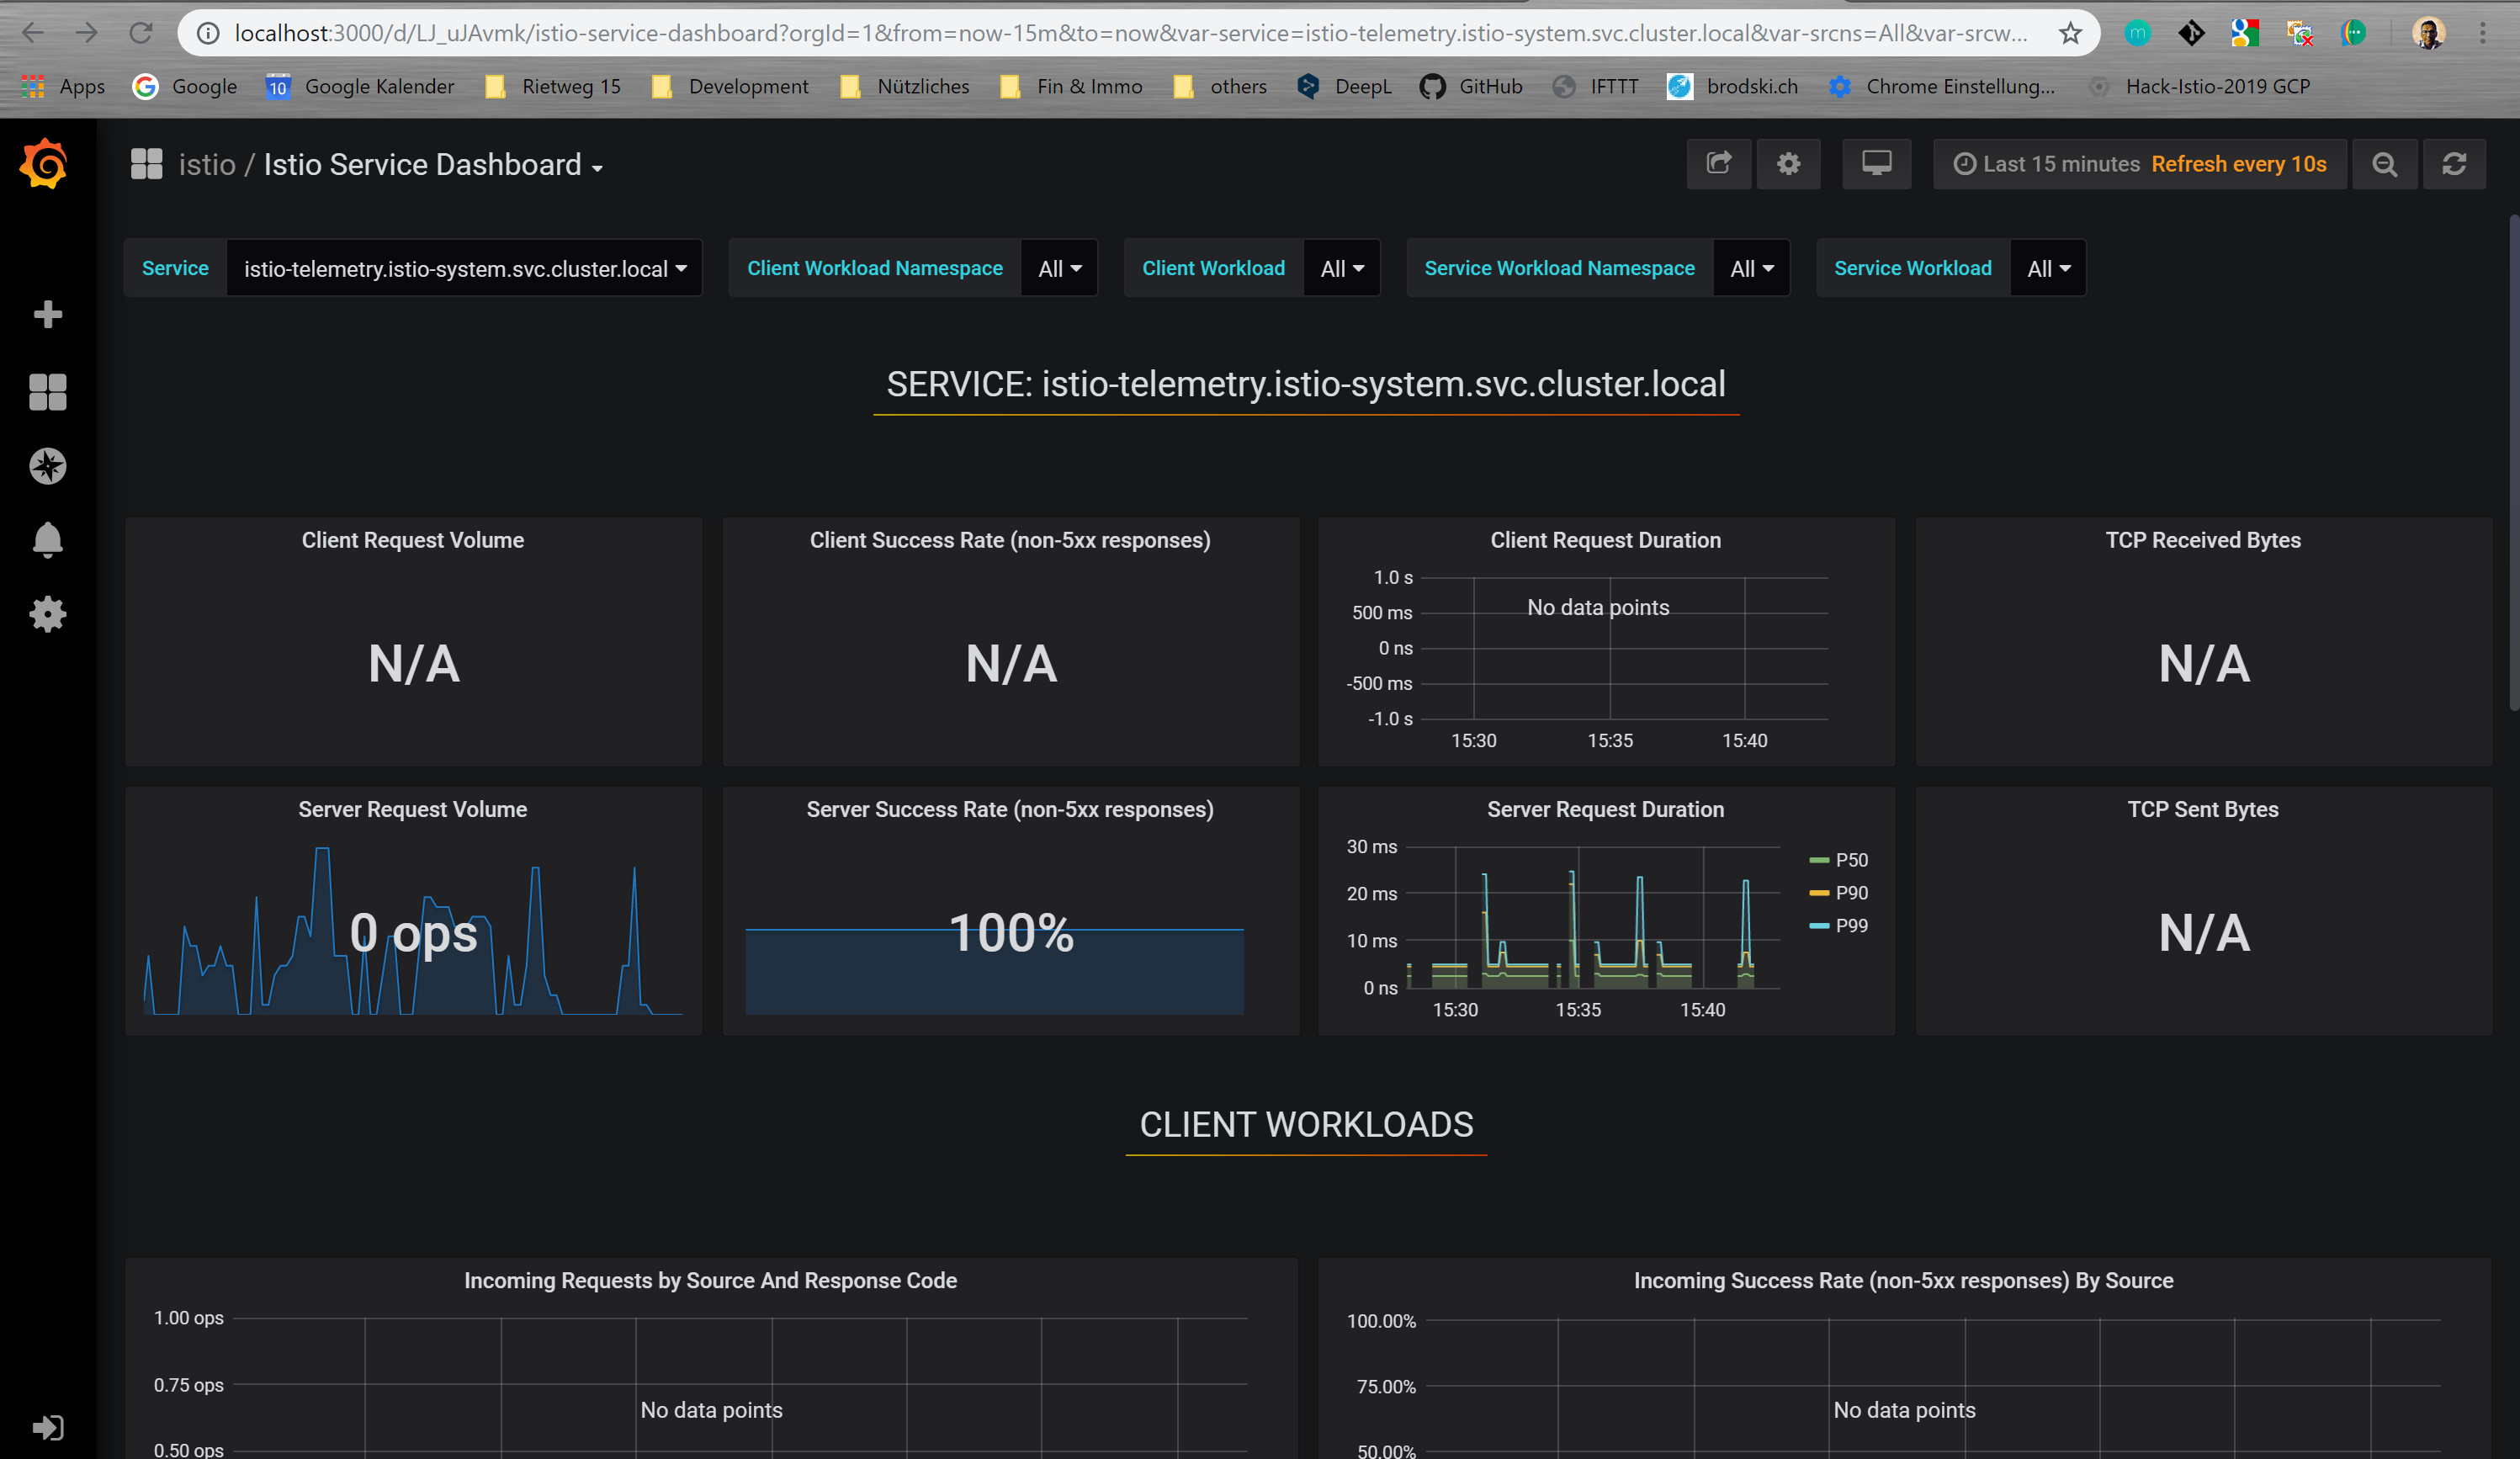 localhost:3000/d/LJ_uJAvmk/istio-service-dashboard?orgId=1&from=now-15m&to=now&var-service=istio-telemetry.istio-system.svc.cluster.local&var-srcns=All&var-srcw...
Apps Google 10 Google Kalender Rietweg 15 Development Nützliches Fin & Immo others DeepL GitHub IFTTT brodski.ch Chrome Einstellung... Hack-Istio-2019 GCP
istio / Istio Service Dashboard Last 15 minutes Refresh every 10s
Service istio-telemetry.istio-system.svc.cluster.local Client Workload Namespace All Client Workload All Service Workload Namespace All Service Workload All
SERVICE: istio-telemetry.istio-system.svc.cluster.local
Client Request Volume
N/A
Client Success Rate (non-5xx responses)
N/A
Client Request Duration
1.0 s
500 ms
0 ns
-500 ms
-1.0 s
No data points
15:30 15:35 15:40
TCP Received Bytes
N/A
Server Request Volume
0 ops
Server Success Rate (non-5xx responses)
100%
Server Request Duration
30 ms
20 ms
10 ms
0 ns
15:30 15:35 15:40
P50
P90
P99
TCP Sent Bytes
N/A
CLIENT WORKLOADS
Incoming Requests by Source And Response Code
1.00 ops
0.75 ops
0.50 ops
No data points
Incoming Success Rate (non-5xx responses) By Source
100.00%
75.00%
50.00%
No data points